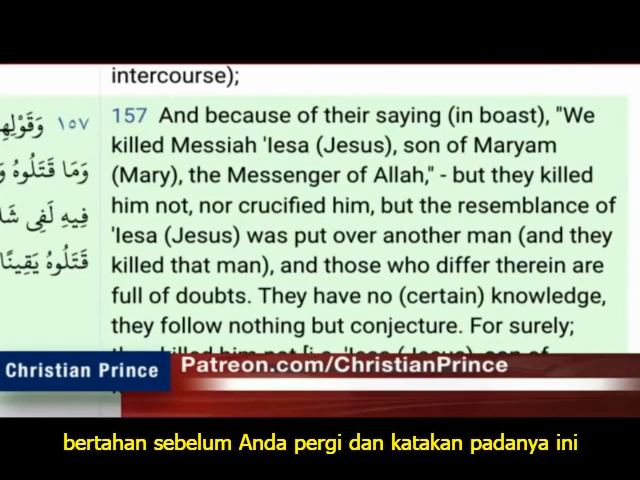 intercourse);
157 And because of their saying (in boast), "We
killed Messiah 'Iesa (Jesus), son of Maryam
(Mary), the Messenger of Allah," - but they killed
him not, nor crucified him, but the resemblance of
'Iesa (Jesus) was put over another man (and they
killed that man), and those who differ therein are
full of doubts. They have no (certain) knowledge,
they follow nothing but conjecture. For surely;
١٥٧ وَقَوْلِهِ
وَمَا قَتَلُوهُ وَ
فِيهِ لَفِى شَ
قَتَلُوهُ يَقِينًا
Christian Prince
Patreon.com/ChristianPrince
bertahan sebelum Anda pergi dan katakan padanya ini